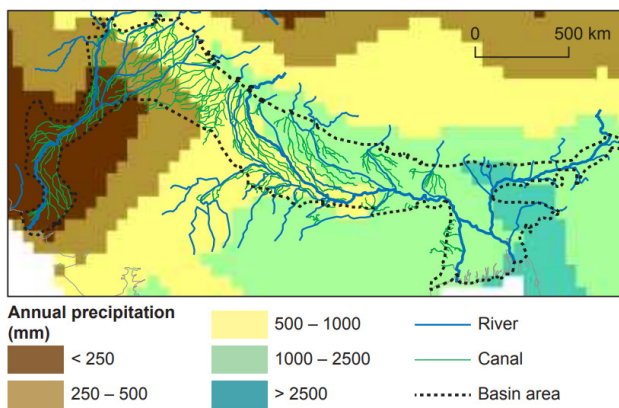 0 500 km
Annual precipitation
(mm)
< 250
250 – 500
500 – 1000
1000 – 2500
> 2500
River
Canal
Basin area